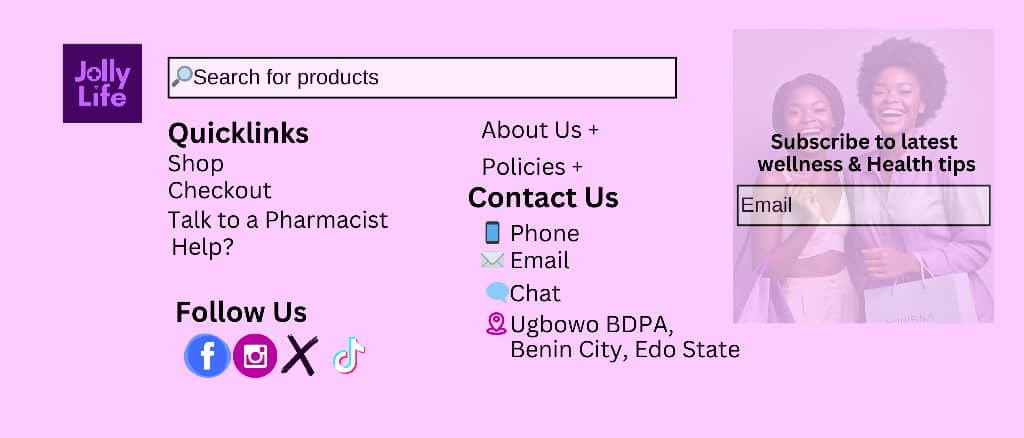 Jolly
Life
Search for products
Quicklinks
Shop
Checkout
Talk to a Pharmacist
Help?
Follow Us
About Us +
Policies +
Contact Us
Phone
Email
Chat
Ugbowo BDPA,
Benin City, Edo State
Subscribe to latest
wellness & Health tips
Email